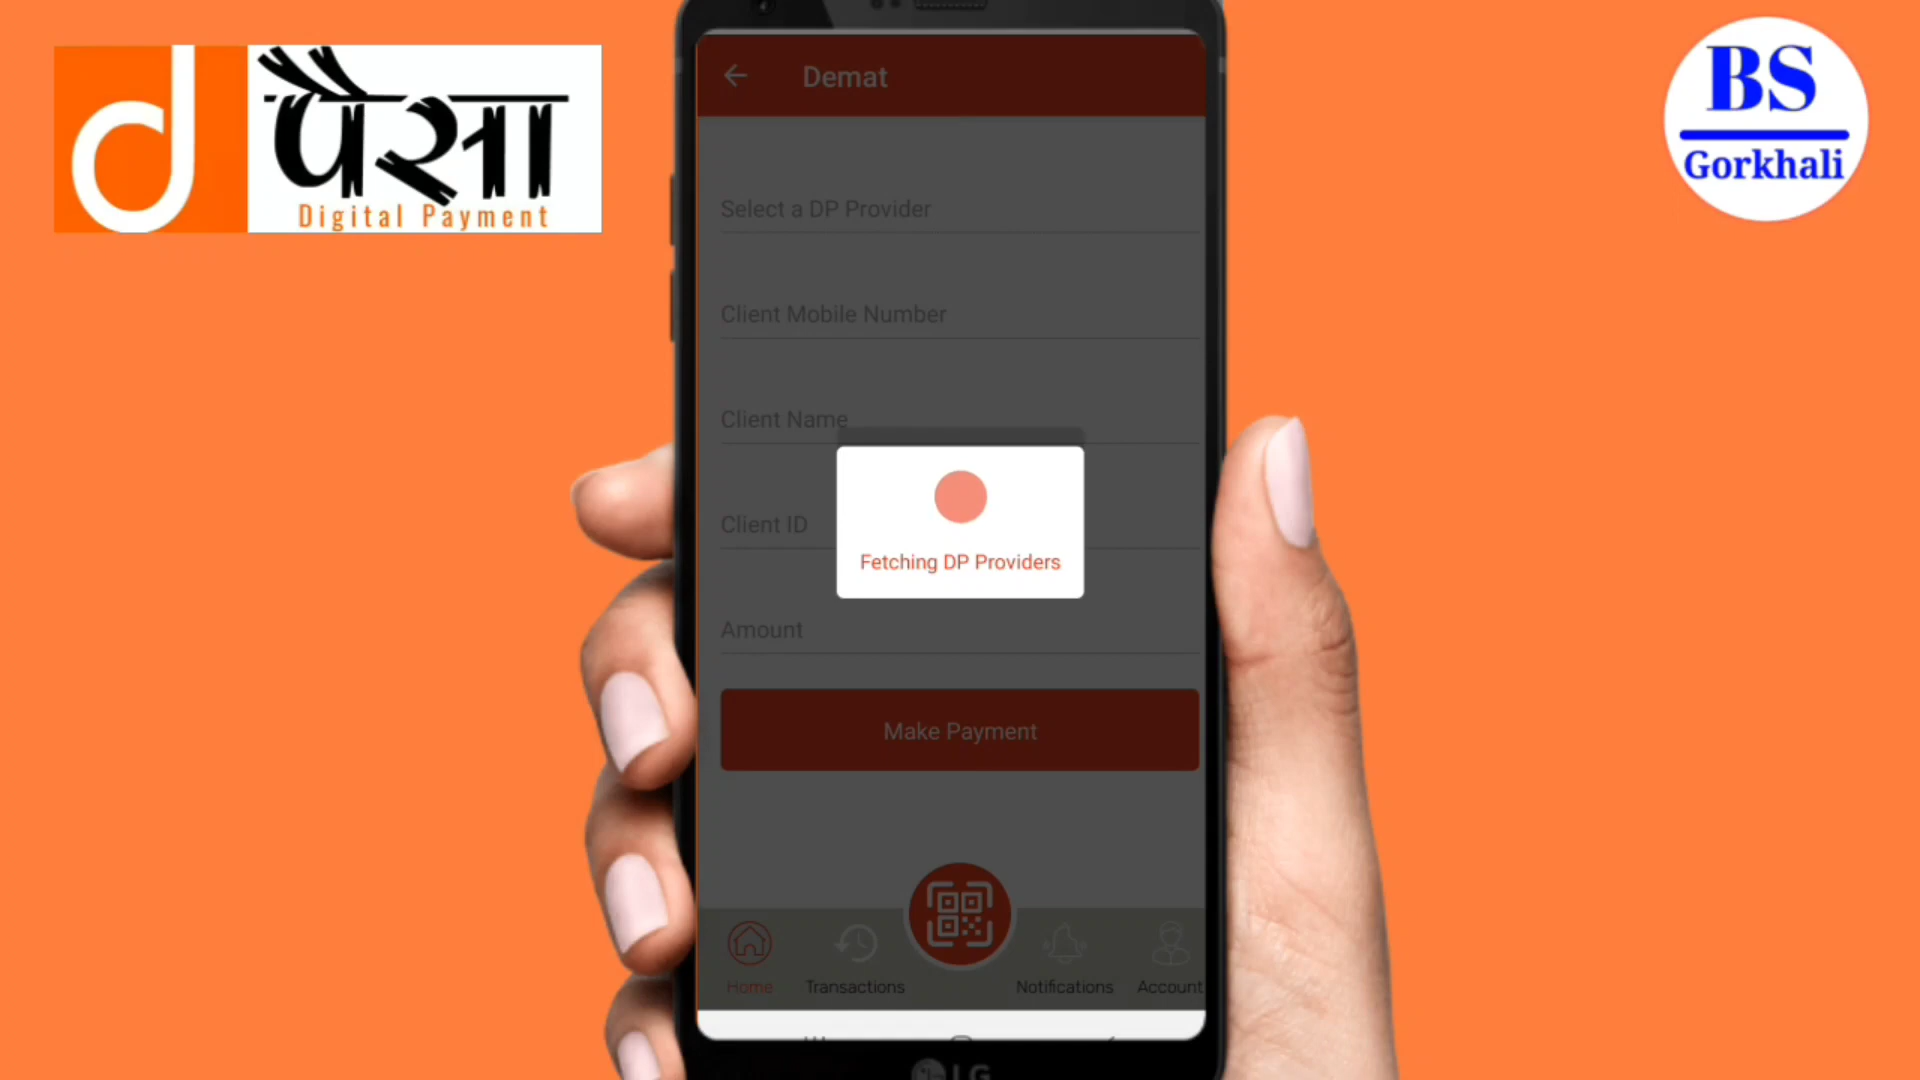 d पैसा
Digital Payment
BS
Gorkhali
Demat
Select a DP Provider
Client Mobile Number
Client Name
Client ID
Fetching DP Providers
Amount
Make Payment
Home
Transactions
Notifications
Account
LG